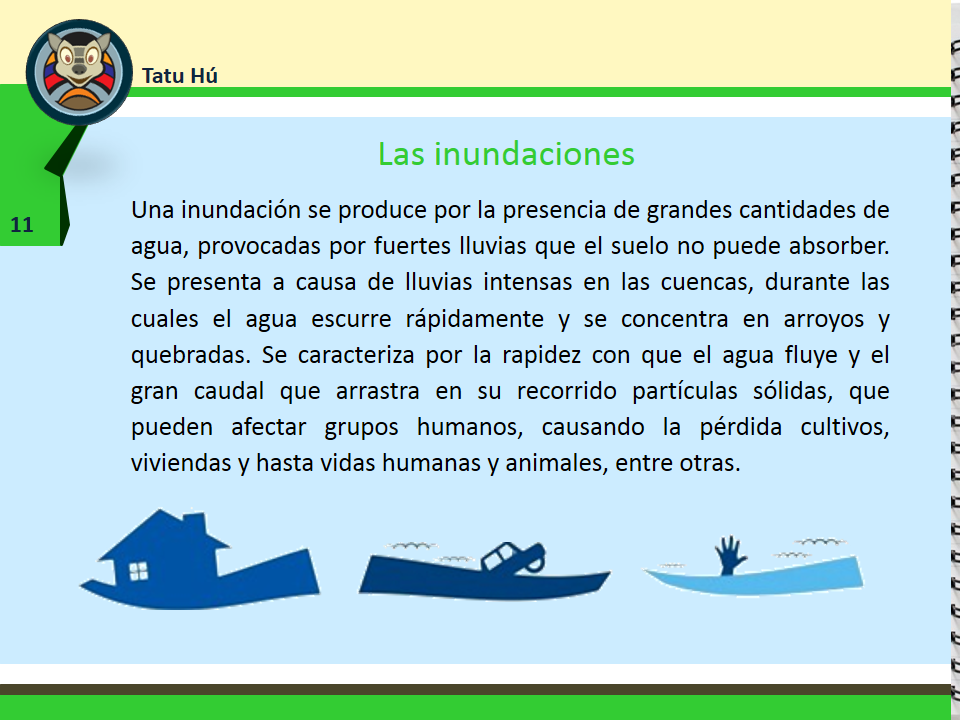 Tatu Hú
11
Las inundaciones
Una inundación se produce por la presencia de grandes cantidades de
agua, provocadas por fuertes lluvias que el suelo no puede absorber.
Se presenta a causa de lluvias intensas en las cuencas, durante las
cuales el agua escurre rápidamente y se concentra en arroyos y
quebradas. Se caracteriza por la rapidez con que el agua fluye y el
gran caudal que arrastra en su recorrido partículas sólidas, que
pueden afectar grupos humanos, causando la pérdida cultivos,
viviendas y hasta vidas humanas y animales, entre otras.